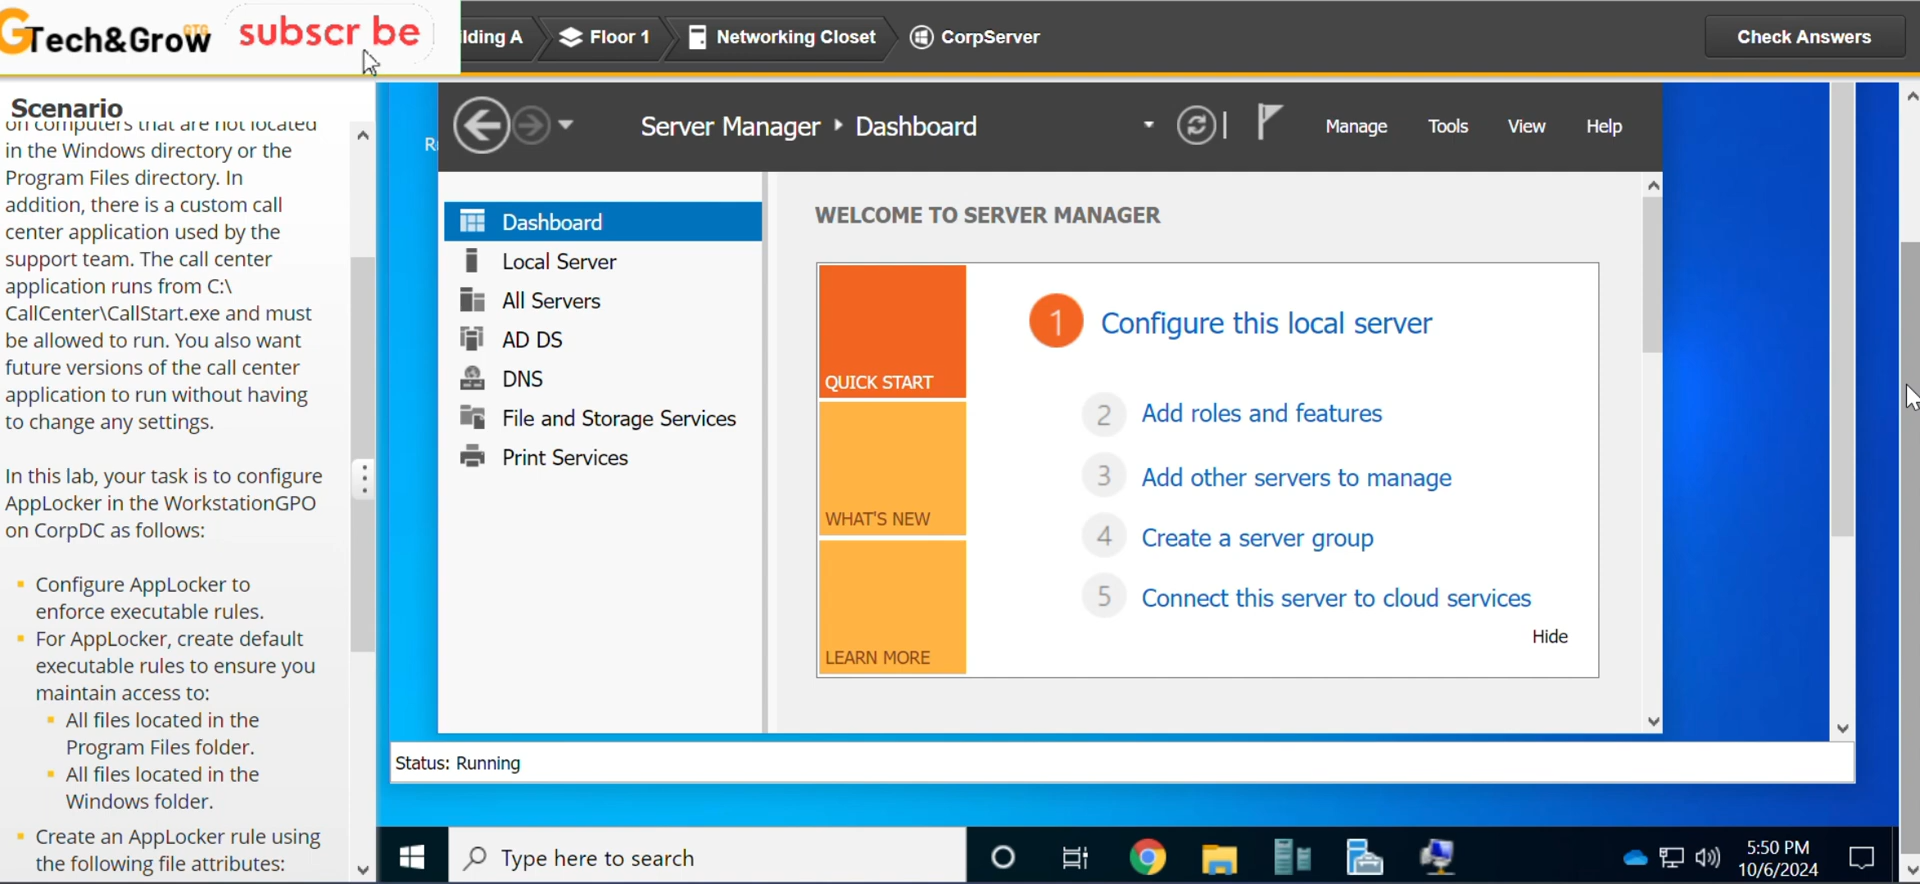 GTech&Grow
GTG
subscr be
lding A
Floor 1
Networking Closet
CorpServer
Check Answers
Scenario
on computers that are not located
in the Windows directory or the
Program Files directory. In
addition, there is a custom call
center application used by the
support team. The call center
application runs from C:\
CallCenter\CallStart.exe and must
be allowed to run. You also want
future versions of the call center
application to run without having
to change any settings.
In this lab, your task is to configure
AppLocker in the WorkstationGPO
on CorpDC as follows:
Configure AppLocker to
enforce executable rules.
For AppLocker, create default
executable rules to ensure you
maintain access to:
All files located in the
Program Files folder.
All files located in the
Windows folder.
Create an AppLocker rule using
the following file attributes:
R
Server Manager ▸ Dashboard
Manage
Tools
View
Help
Dashboard
Local Server
All Servers
AD DS
DNS
File and Storage Services
Print Services
WELCOME TO SERVER MANAGER
QUICK START
WHAT'S NEW
LEARN MORE
1 Configure this local server
2 Add roles and features
3 Add other servers to manage
4 Create a server group
5 Connect this server to cloud services
Hide
Status: Running
Type here to search
5:50 PM
10/6/2024